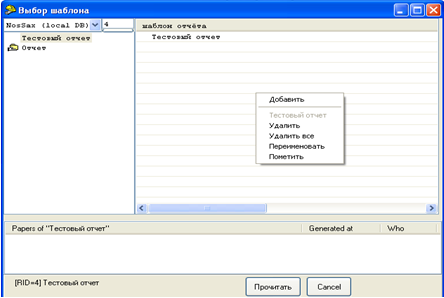 Выбор шаблона
NosSax (local DB) 4 шаблон отчёта
Тестовый отчет Тестовый отчет
Отчет
Добавить
Тестовый отчет
Удалить
Удалить все
Переименовать
Пометить
Papers of "Тестовый отчет" Generated at Who
[RID=4] Тестовый отчет
Прочитать Cancel